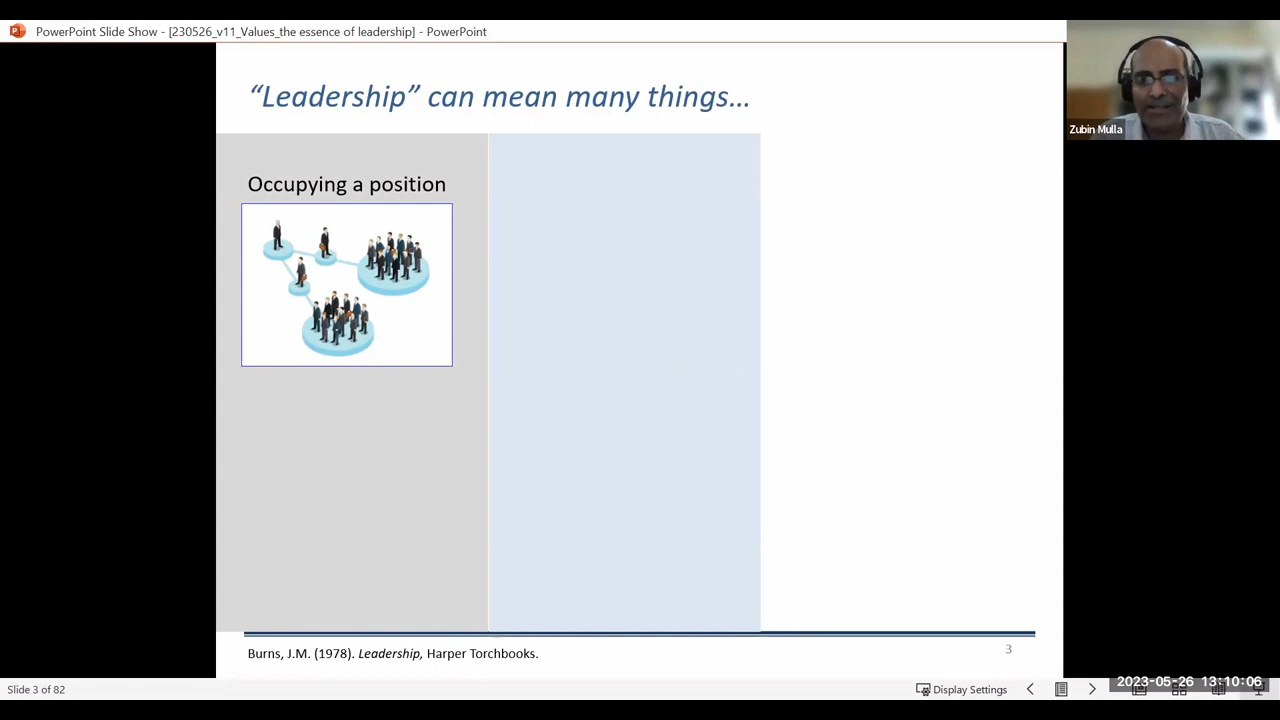 PowerPoint Slide Show - [230526_v11_Values_the essence of leadership] - PowerPoint
Zubin Mulla
“Leadership” can mean many things…
Occupying a position
Burns, J.M. (1978). Leadership, Harper Torchbooks.
3
Slide 3 of 82
Display Settings
2023-05-26 13:10:06